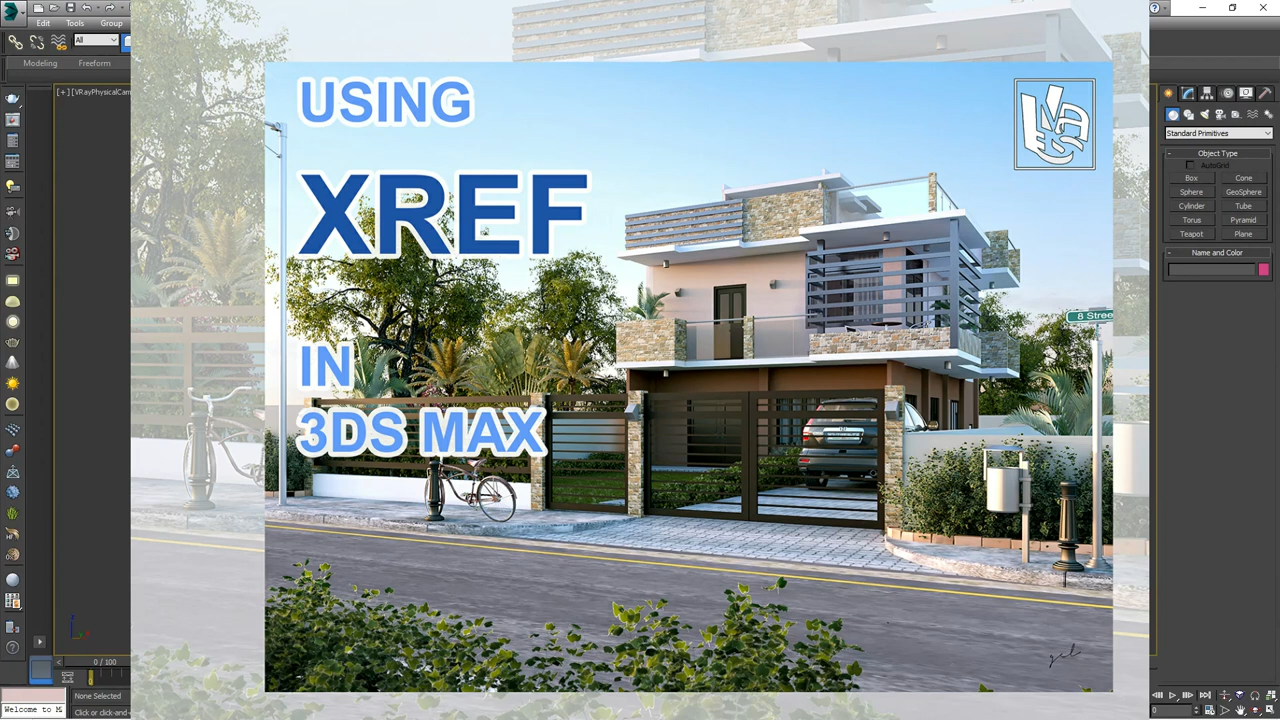 Edit Tools Group
All
Modeling Freeform
[+] [VRayPhysicalCam
USING
XREF
IN
3DS MAX
8 Stree
Standard Primitives
Object Type
AutoGrid
Box Cone
Sphere GeoSphere
Cylinder Tube
Torus Pyramid
Teapot Plane
Name and Color
0 / 100
None Selected
Welcome to M
Click or click-and-
0